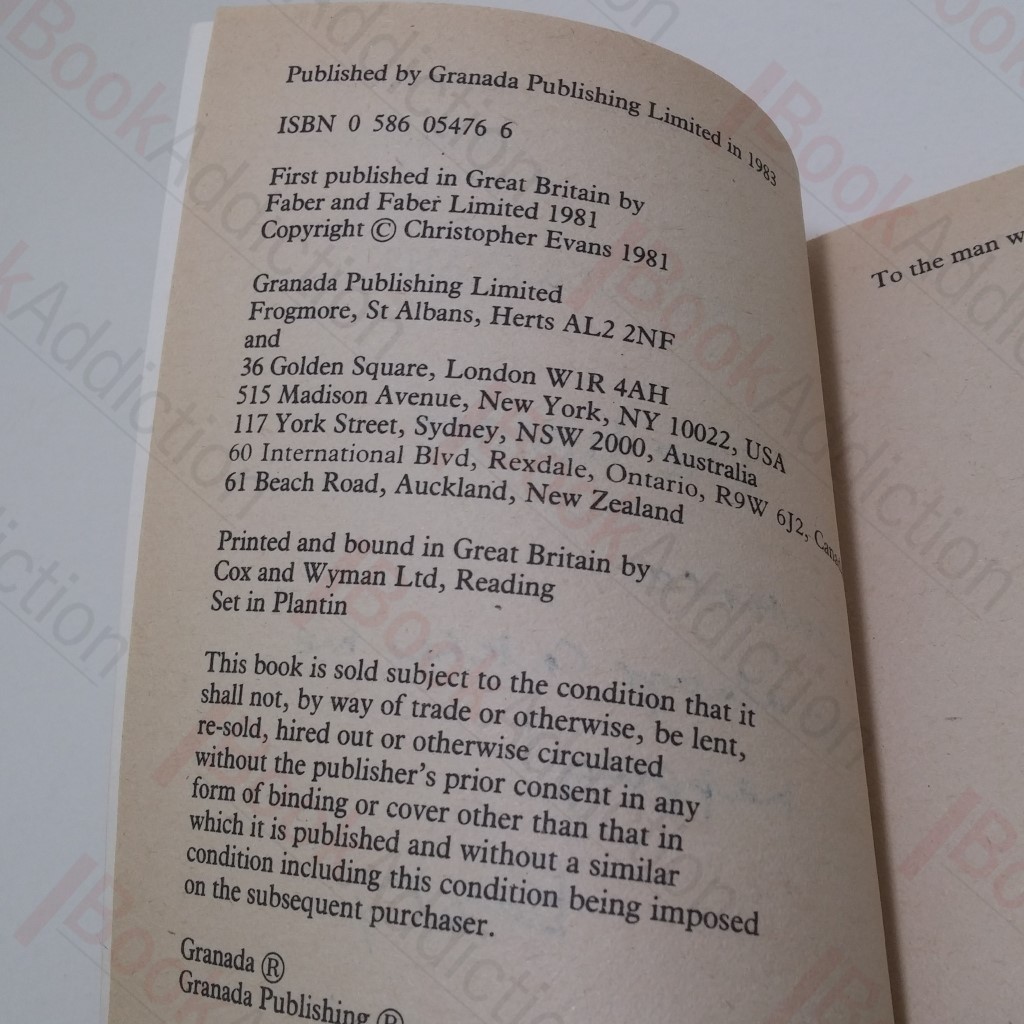 Published by Granada Publishing Limited in 1983
ISBN 0 586 05476 6
First published in Great Britain by
Faber and Faber Limited 1981
Copyright © Christopher Evans 1981
Granada Publishing Limited
Frogmore, St Albans, Herts AL2 2NF
and
36 Golden Square, London W1R 4AH
515 Madison Avenue, New York, NY 10022, USA
117 York Street, Sydney, NSW 2000, Australia
60 International Blvd, Rexdale, Ontario, R9W 6J2, Cana
61 Beach Road, Auckland, New Zealand
Printed and bound in Great Britain by
Cox and Wyman Ltd, Reading
Set in Plantin
This book is sold subject to the condition that it
shall not, by way of trade or otherwise, be lent,
re-sold, hired out or otherwise circulated
without the publisher's prior consent in any
form of binding or cover other than that in
which it is published and without a similar
condition including this condition being imposed
on the subsequent purchaser.
Granada ®
Granada Publishing ®
To the man w
BookAddiction